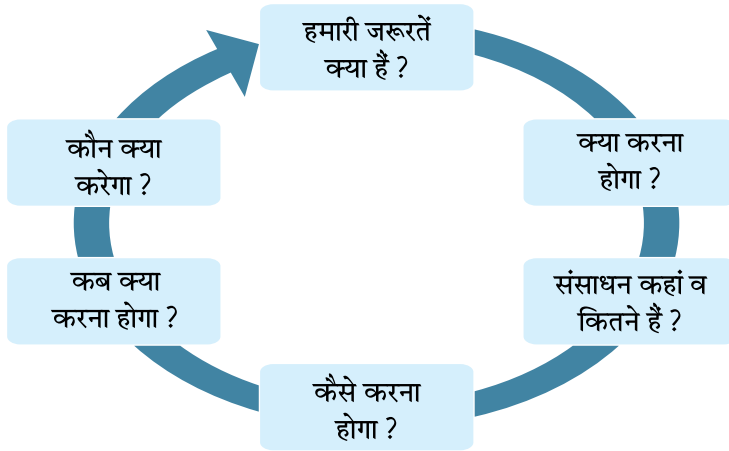 हमारी जरूरतें
क्या हैं ?
क्या करना
होगा ?
संसाधन कहां व
कितने हैं ?
कैसे करना
होगा ?
कब क्या
करना होगा ?
कौन क्या
करेगा ?